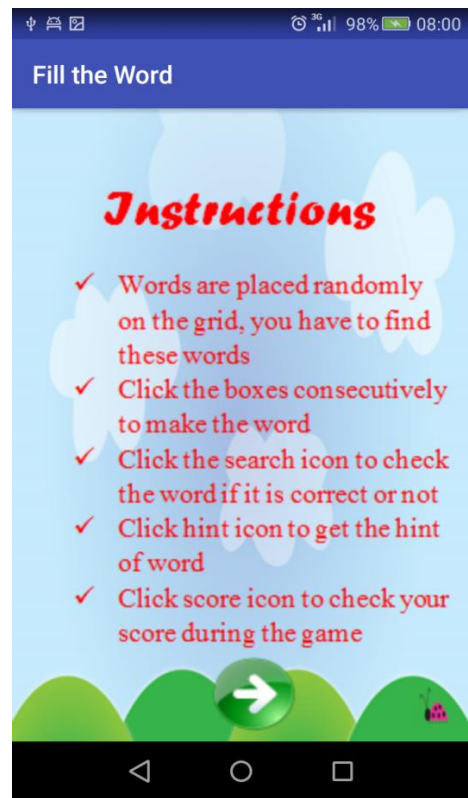 3G 98% 08:00
Fill the Word
Instructions
✓ Words are placed randomly
on the grid, you have to find
these words
✓ Click the boxes consecutively
to make the word
✓ Click the search icon to check
the word if it is correct or not
✓ Click hint icon to get the hint
of word
✓ Click score icon to check your
score during the game